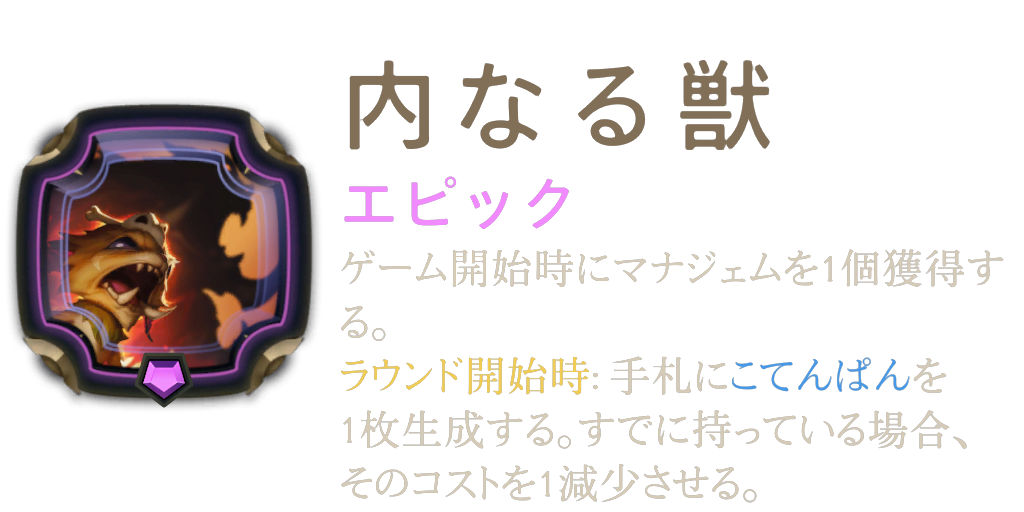 内なる獣
エピック
ゲーム開始時にマナジェムを1個獲得す
る。
ラウンド開始時: 手札にこてんぱんを
1枚生成する。すでに持っている場合、
そのコストを1減少させる。